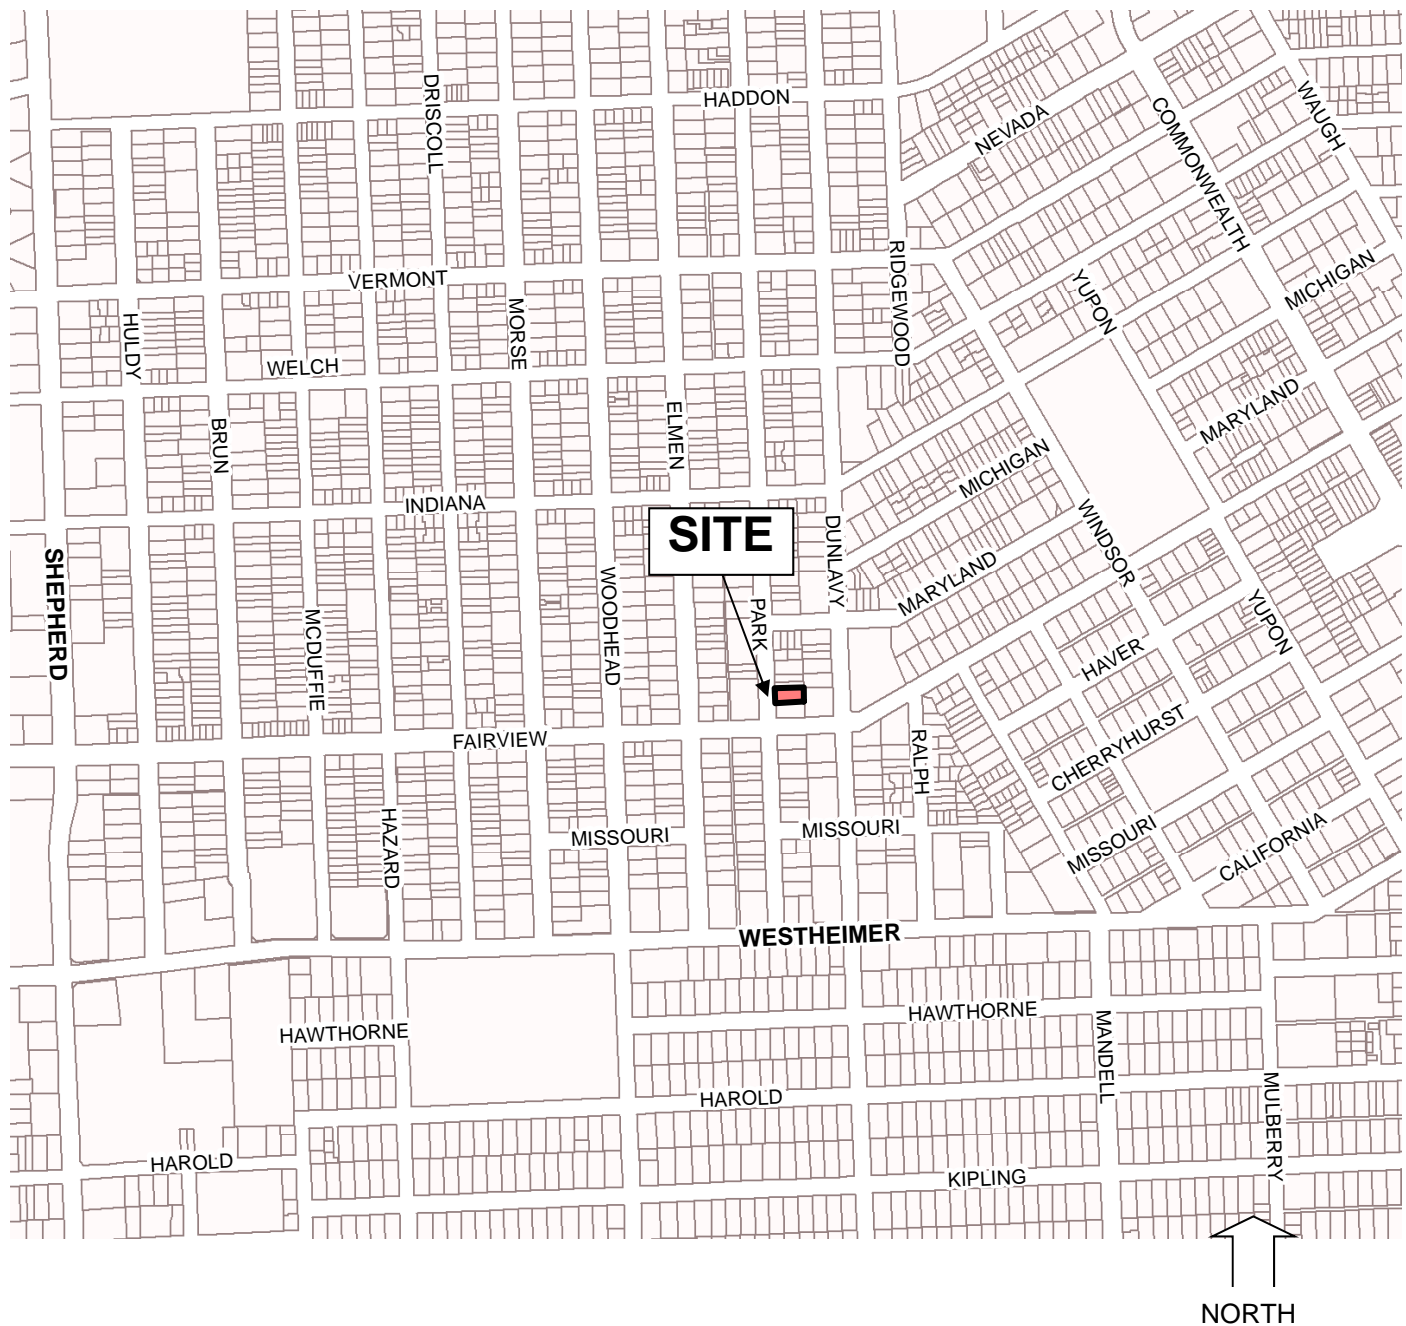 HADDON
DRISCOLL
NEVADA
COMMONWEALTH
WAUGH
VERMONT
RIDGEWOOD
YUPON
MICHIGAN
HULDY
MORSE
WELCH
BRUN
ELMEN
MARYLAND
MICHIGAN
INDIANA
SITE
DUNLAVY
WINDSOR
SHEPHERD
MCDUFFIE
WOODHEAD
PARK
MARYLAND
YUPON
HAVER
FAIRVIEW
RALPH
CHERRYHURST
HAZARD
MISSOURI
MISSOURI
MISSOURI
CALIFORNIA
WESTHEIMER
HAWTHORNE
HAWTHORNE
MANDELL
HAROLD
MULBERRY
HAROLD
KIPLING
NORTH